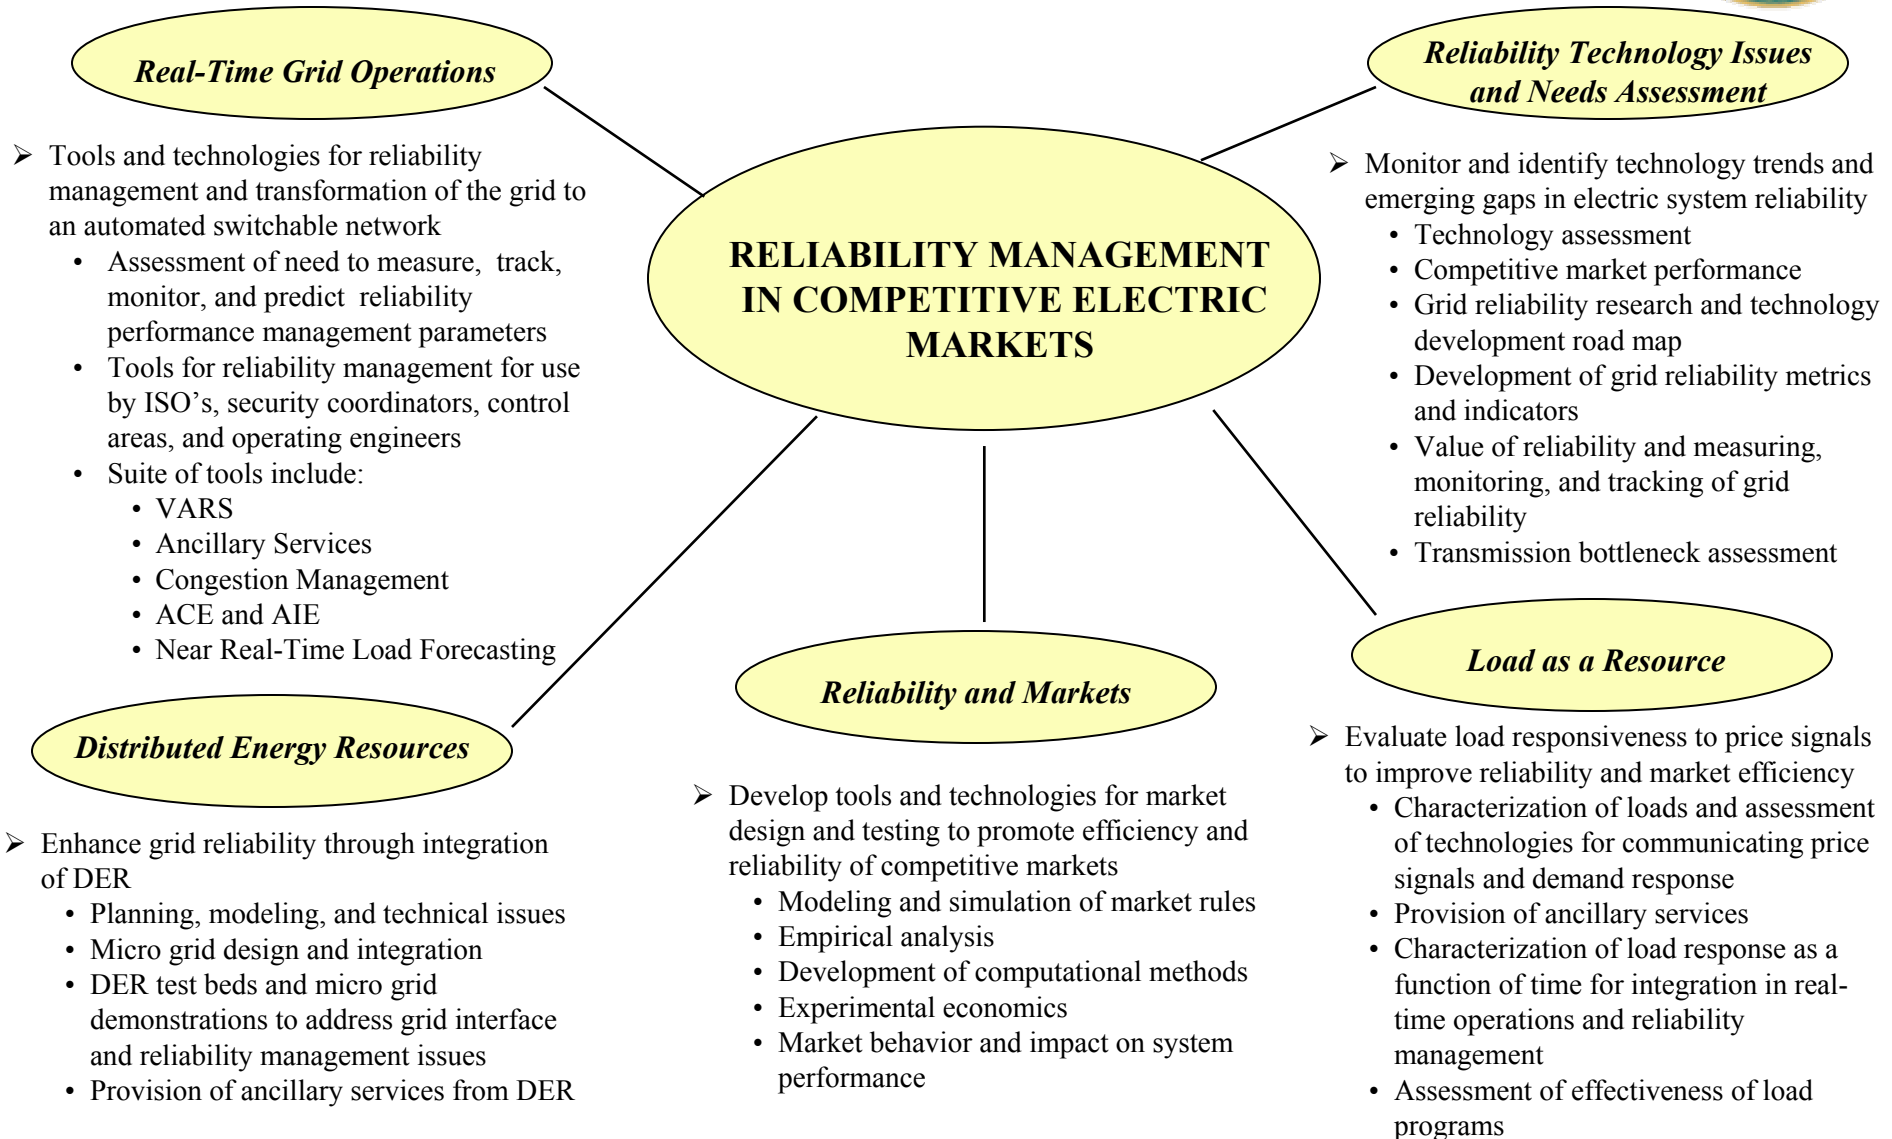 Real-Time Grid Operations
➢ Tools and technologies for reliability
management and transformation of the grid to
an automated switchable network
• Assessment of need to measure, track,
monitor, and predict reliability
performance management parameters
• Tools for reliability management for use
by ISO’s, security coordinators, control
areas, and operating engineers
• Suite of tools include:
• VARS
• Ancillary Services
• Congestion Management
• ACE and AIE
• Near Real-Time Load Forecasting
RELIABILITY MANAGEMENT
IN COMPETITIVE ELECTRIC
MARKETS
Reliability Technology Issues
and Needs Assessment
➢ Monitor and identify technology trends and
emerging gaps in electric system reliability
• Technology assessment
• Competitive market performance
• Grid reliability research and technology
development road map
• Development of grid reliability metrics
and indicators
• Value of reliability and measuring,
monitoring, and tracking of grid
reliability
• Transmission bottleneck assessment
Distributed Energy Resources
➢ Enhance grid reliability through integration
of DER
• Planning, modeling, and technical issues
• Micro grid design and integration
• DER test beds and micro grid
demonstrations to address grid interface
and reliability management issues
• Provision of ancillary services from DER
Reliability and Markets
➢ Develop tools and technologies for market
design and testing to promote efficiency and
reliability of competitive markets
• Modeling and simulation of market rules
• Empirical analysis
• Development of computational methods
• Experimental economics
• Market behavior and impact on system
performance
Load as a Resource
➢ Evaluate load responsiveness to price signals
to improve reliability and market efficiency
• Characterization of loads and assessment
of technologies for communicating price
signals and demand response
• Provision of ancillary services
• Characterization of load response as a
function of time for integration in real-
time operations and reliability
management
• Assessment of effectiveness of load
programs